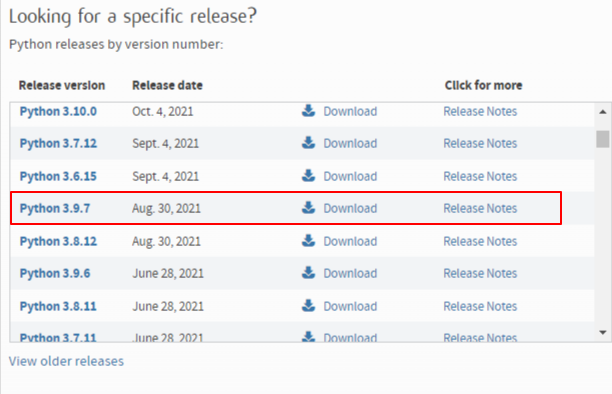 Looking for a specific release?
Python releases by version number:
Release version Release date Click for more
Python 3.10.0 Oct. 4, 2021 Download Release Notes
Python 3.7.12 Sept. 4, 2021 Download Release Notes
Python 3.6.15 Sept. 4, 2021 Download Release Notes
Python 3.9.7 Aug. 30, 2021 Download Release Notes
Python 3.8.12 Aug. 30, 2021 Download Release Notes
Python 3.9.6 June 28, 2021 Download Release Notes
Python 3.8.11 June 28, 2021 Download Release Notes
Python 3.7.11 June 28, 2021 Download Release Notes
View older releases